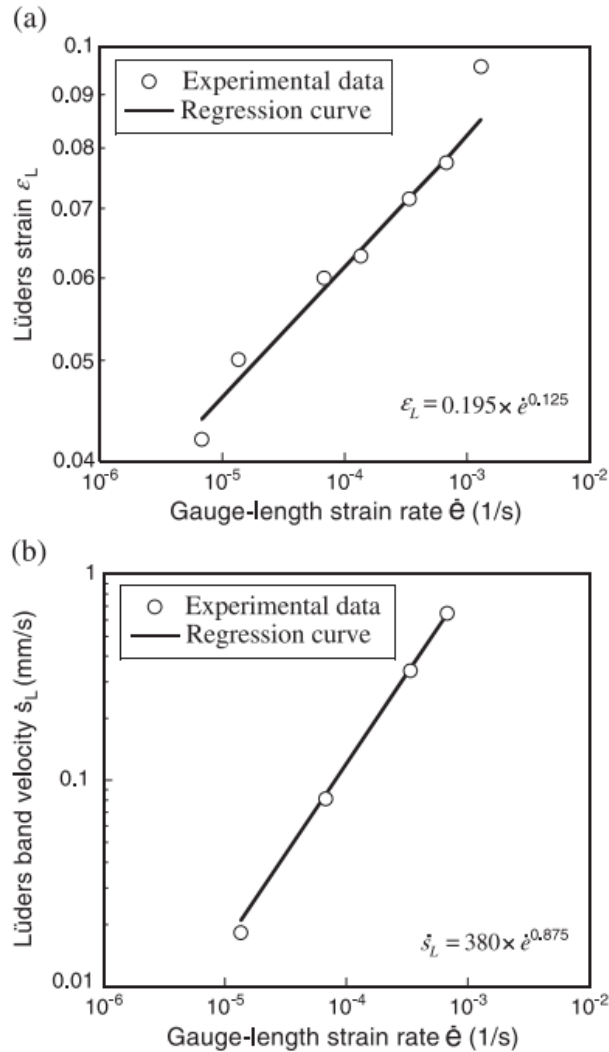 (a)
0.1
Experimental data
Regression curve
0.09
0.08
0.07
0.06
0.05
0.04
Lüders strain ε_L
ε_L = 0.195 × ė^0.125
10^-6 10^-5 10^-4 10^-3 10^-2
Gauge-length strain rate ė (1/s)
(b)
1
Experimental data
Regression curve
0.1
0.01
Lüders band velocity ṡ_L (mm/s)
ṡ_L = 380 × ė^0.875
10^-6 10^-5 10^-4 10^-3 10^-2
Gauge-length strain rate ė (1/s)